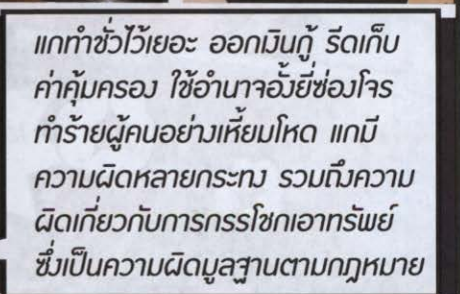 แกทำชั่วไว้เยอะ ออกเงินกู้ รีดเก็บ
ค่าคุ้มครอง ใช้อำนาจอั้งยี่ซ่องโจร
ทำร้ายผู้คนอย่างเหี้ยมโหด แกมี
ความผิดหลายกระทง รวมถึงความ
ผิดเกี่ยวกับการกรรโชกเอาทรัพย์
ซึ่งเป็นความผิดมูลฐานตามกฎหมาย